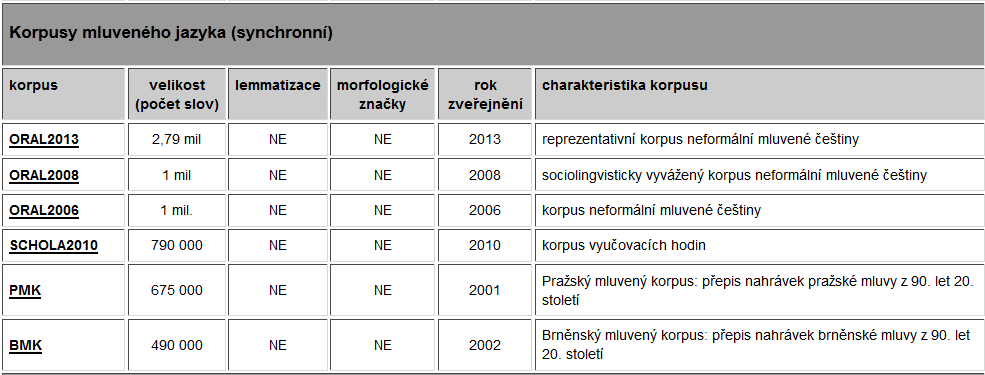 Korpusy mluveného jazyka (synchronní)
korpus velikost (počet slov) lemmatizace morfologické značky rok zveřejnění charakteristika korpusu
ORAL2013 2,79 mil NE NE 2013 reprezentativní korpus neformální mluvené češtiny
ORAL2008 1 mil NE NE 2008 sociolingvisticky vyvážený korpus neformální mluvené češtiny
ORAL2006 1 mil. NE NE 2006 korpus neformální mluvené češtiny
SCHOLA2010 790 000 NE NE 2010 korpus vyučovacích hodin
PMK 675 000 NE NE 2001 Pražský mluvený korpus: přepis nahrávek pražské mluvy z 90. let 20.
století
BMK 490 000 NE NE 2002 Brněnský mluvený korpus: přepis nahrávek brněnské mluvy z 90. let
20. století